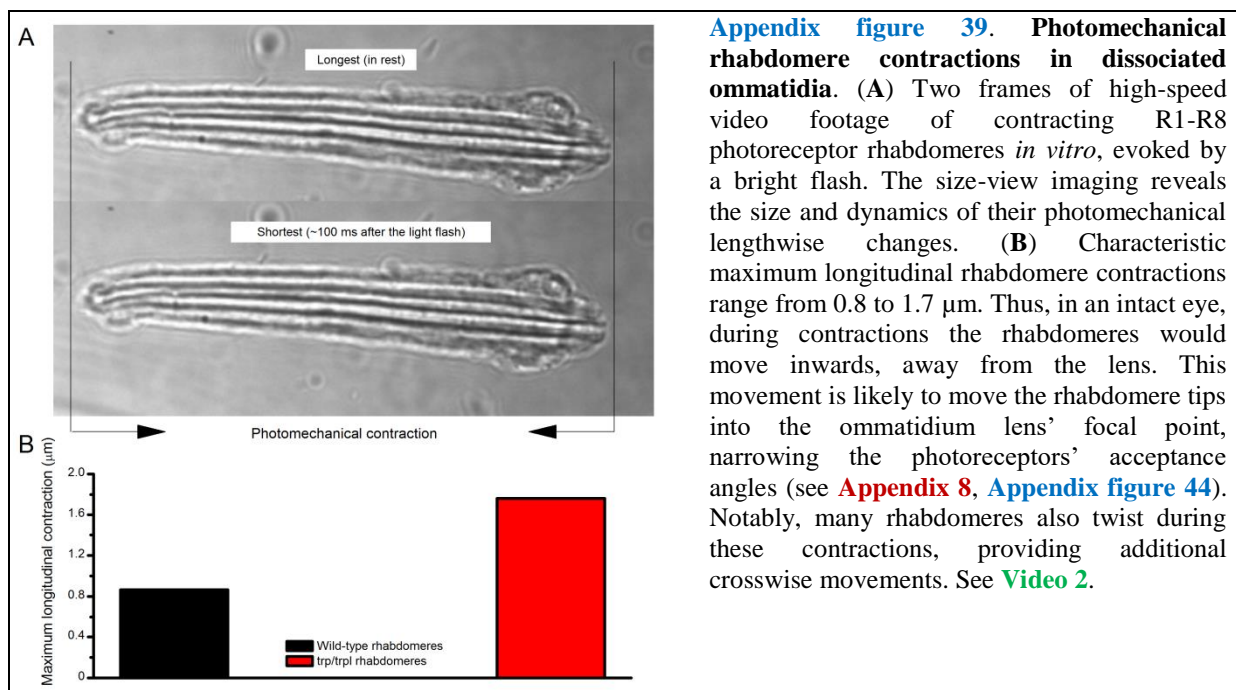 A
Longest (in rest)
Shortest (~100 ms after the light flash)
Photomechanical contraction
B
Maximum longitudinal contraction (μm)
2.0
1.6
1.2
0.8
0.4
0
Wild-type rhabdomeres
trp/trpl rhabdomeres
Appendix figure 39. Photomechanical
rhabdomere contractions in dissociated
ommatidia. (A) Two frames of high-speed
video footage of contracting R1-R8
photoreceptor rhabdomeres in vitro, evoked by
a bright flash. The size-view imaging reveals
the size and dynamics of their photomechanical
lengthwise changes. (B) Characteristic
maximum longitudinal rhabdomere contractions
range from 0.8 to 1.7 µm. Thus, in an intact eye,
during contractions the rhabdomeres would
move inwards, away from the lens. This
movement is likely to move the rhabdomere tips
into the ommatidium lens’ focal point,
narrowing the photoreceptors’ acceptance
angles (see Appendix 8, Appendix figure 44).
Notably, many rhabdomeres also twist during
these contractions, providing additional
crosswise movements. See Video 2.